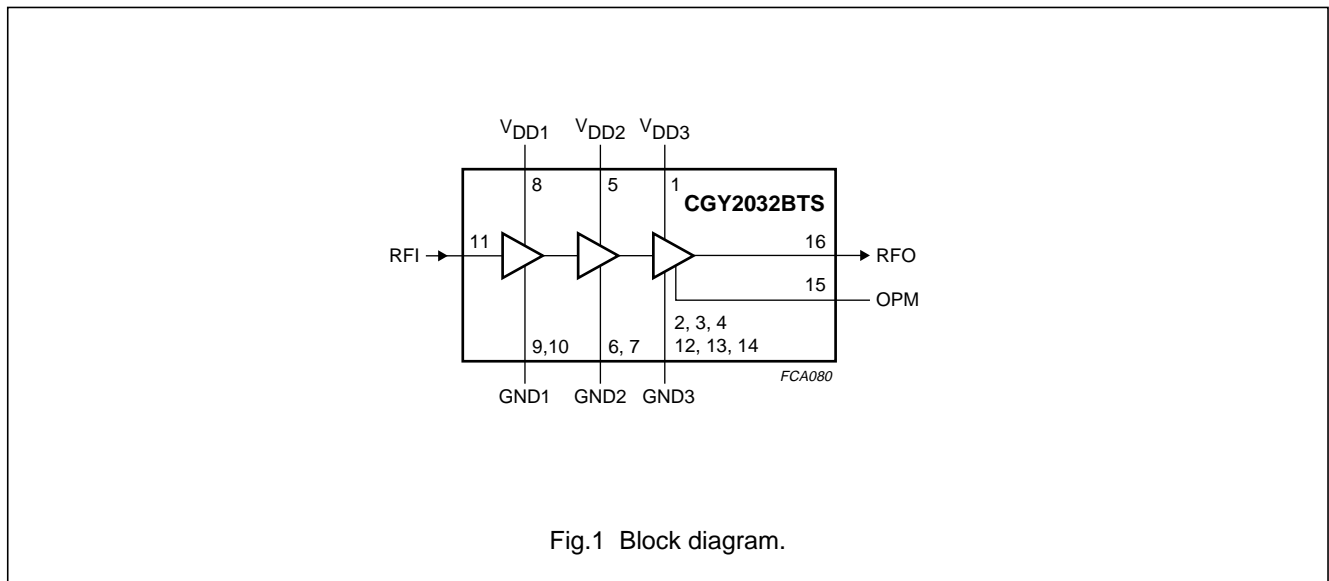 VDD1 VDD2 VDD3
8 5 1
CGY2032BTS
RFI 11 16 RFO
15
OPM
2, 3, 4
9,10 6, 7 12, 13, 14
FCA080
GND1 GND2 GND3
Fig.1 Block diagram.